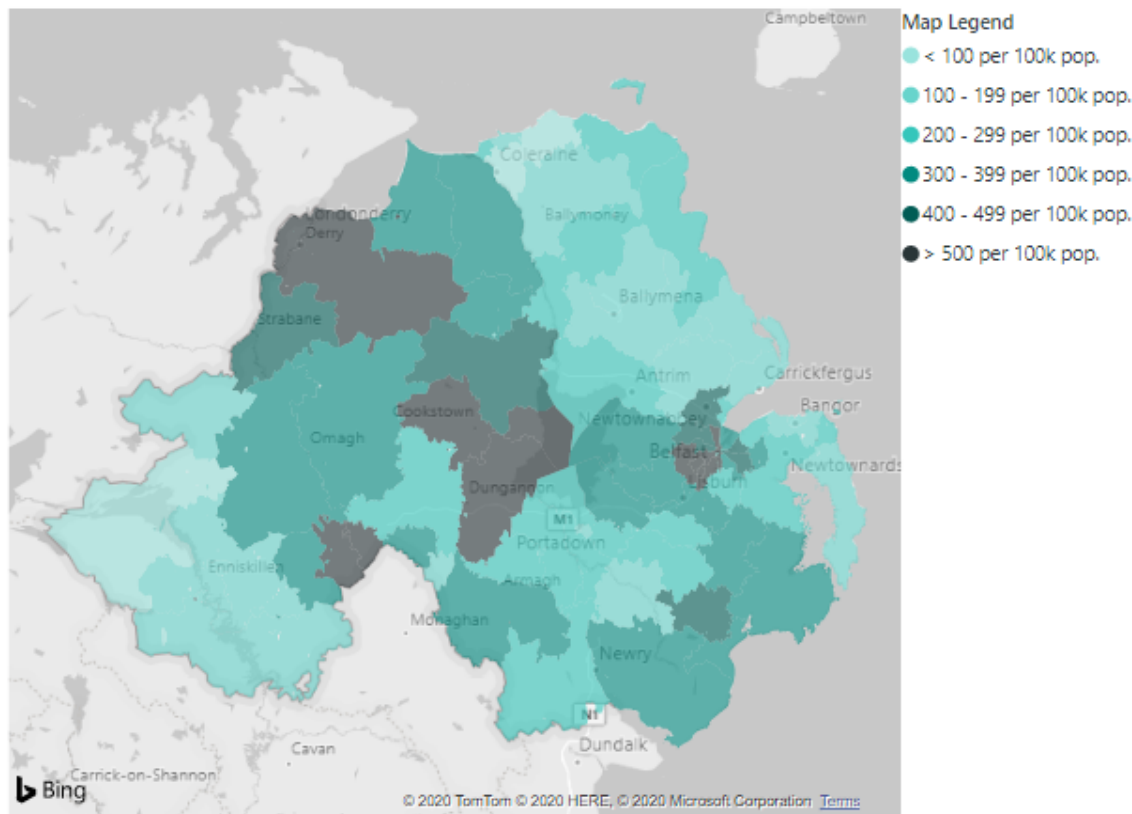 Campbeltown
Map Legend
< 100 per 100k pop.
100 - 199 per 100k pop.
200 - 299 per 100k pop.
300 - 399 per 100k pop.
400 - 499 per 100k pop.
> 500 per 100k pop.
Coleraine
Londonderry
Derry
Ballymoney
Ballymena
Strabane
Antrim
Carrickfergus
Bangor
Cookstown
Newtownabbey
Omagh
Belfast
Newtownards
Lisburn
Dungannon
M1
Portadown
Enniskillen
Armagh
Monaghan
Newry
N1
Dundalk
Cavan
Carrick-on-Shannon
Bing
© 2020 TomTom © 2020 HERE, © 2020 Microsoft Corporation Terms